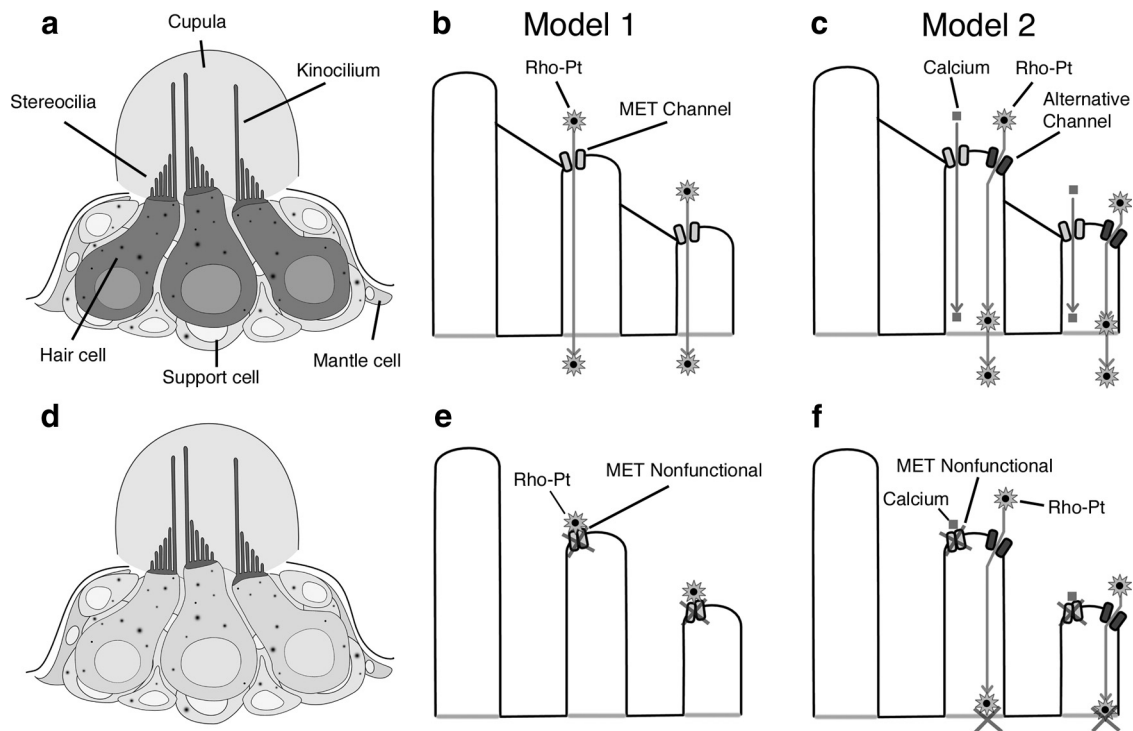 a
Cupula
Kinocilium
Stereocilia
Hair cell
Support cell
Mantle cell
b
Model 1
Rho-Pt
MET Channel
c
Model 2
Calcium
Rho-Pt
Alternative
Channel
d
e
Rho-Pt
MET Nonfunctional
f
MET Nonfunctional
Calcium
Rho-Pt